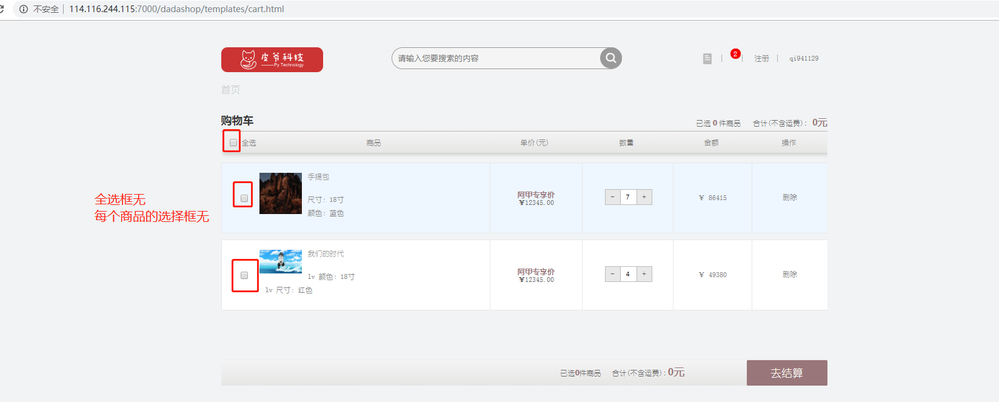 不安全 | 114.116.244.115:7000/dadashop/templates/cart.html
皮爷科技
Py Technology
请输入您要搜索的内容
2
注册
qi941129
首页
购物车
已选 0 件商品 合计(不含运费): 0元
全选 商品 单价(元) 数量 金额 操作
手提包
尺寸: 18寸
颜色: 蓝色
阿甲专享价
¥12345.00
- 7 +
¥ 86415
删除
全选框无
每个商品的选择框无
我们的时代
lv 颜色: 18寸
lv 尺寸: 红色
阿甲专享价
¥12345.00
- 4 +
¥ 49380
删除
已选0件商品 合计(不含运费):0元
去结算